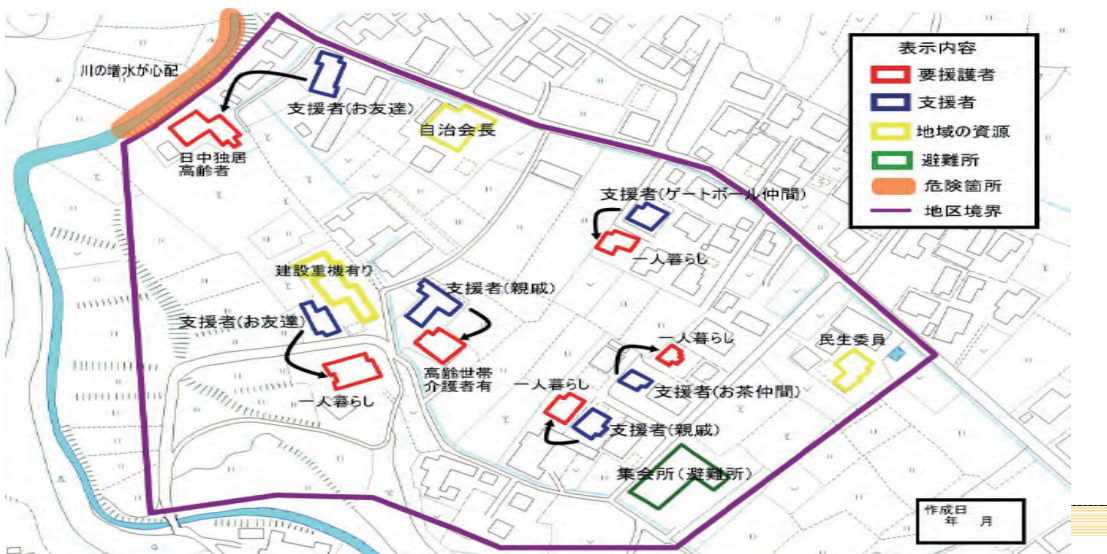 川の増水が心配
支援者(お友達)
日中独居
高齢者
自治会長
支援者(ゲートボール仲間)
一人暮らし
建設重機有り
支援者(お友達)
一人暮らし
支援者(親戚)
高齢世帯
介護者有
一人暮らし
支援者(お茶仲間)
一人暮らし
支援者(親戚)
民生委員
集会所(避難所)
表示内容
要援護者
支援者
地域の資源
避難所
危険箇所
地区境界
作成日
年 月